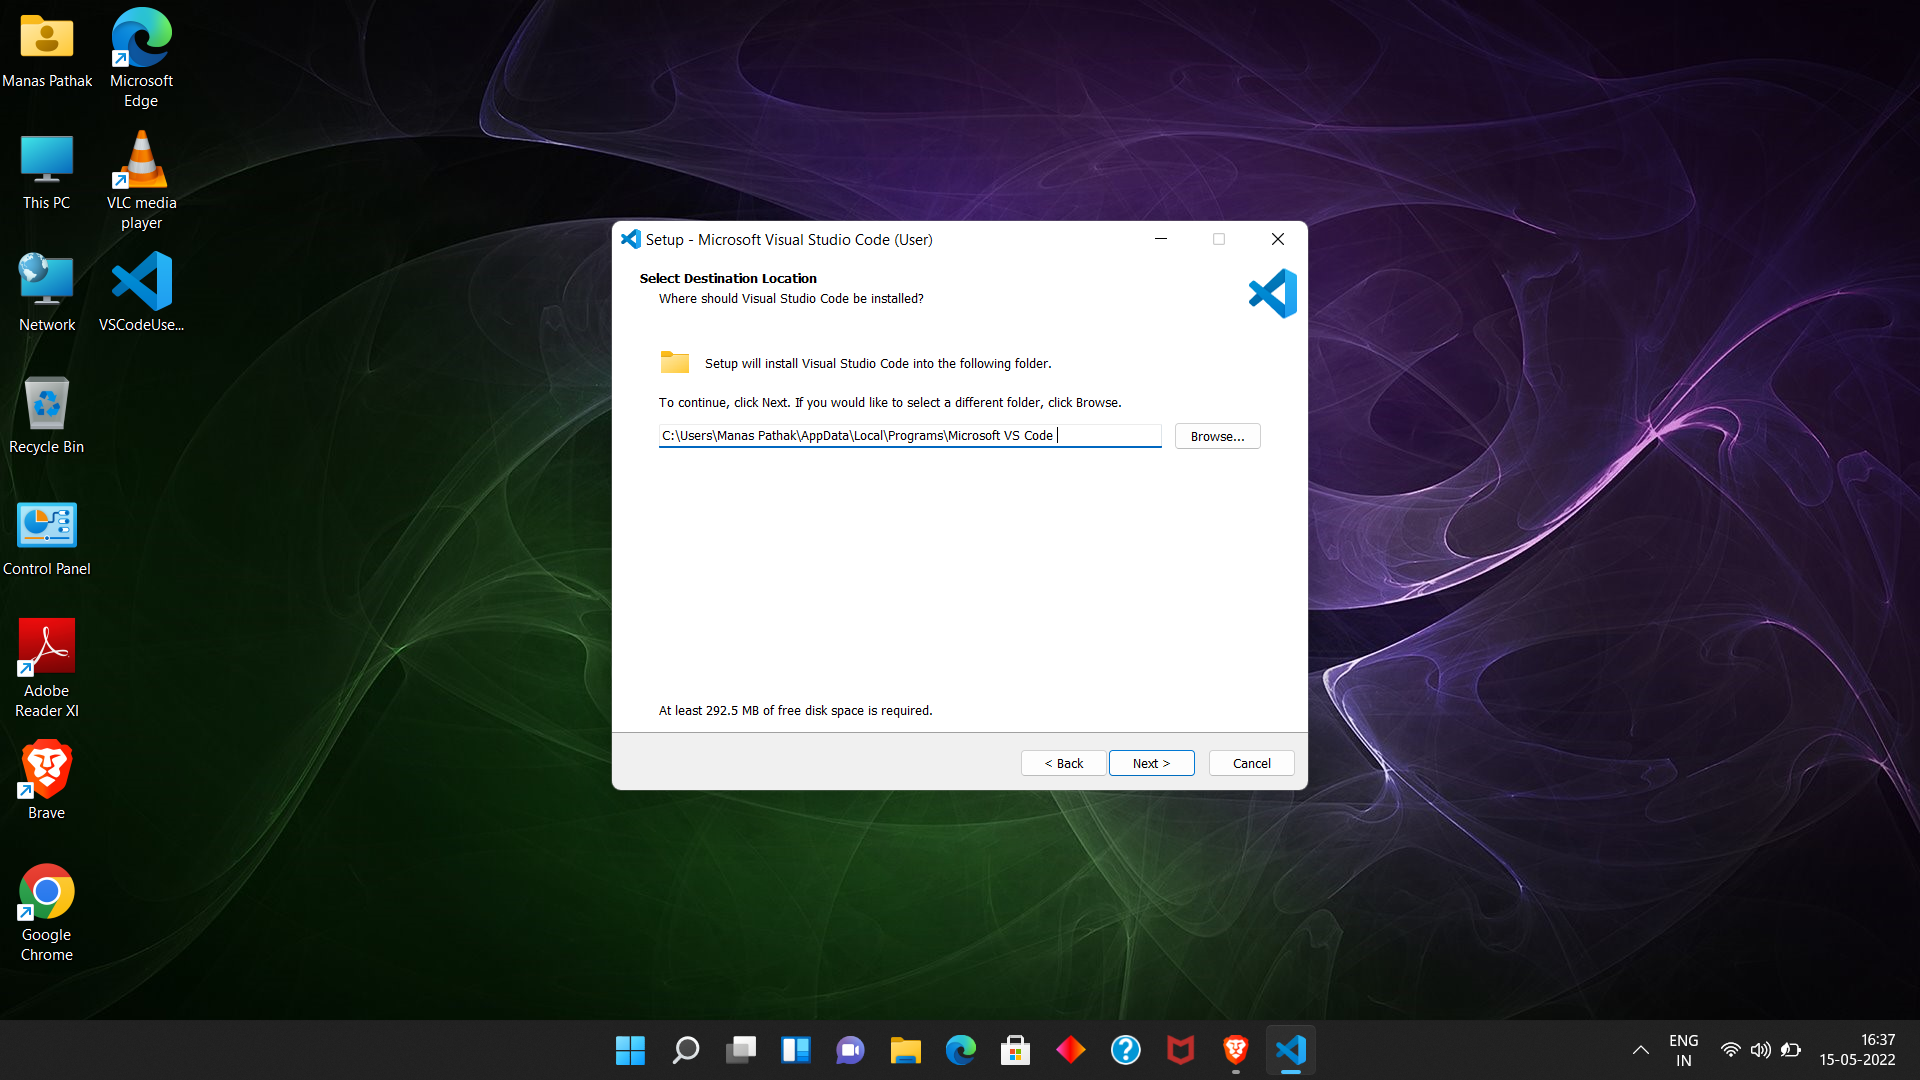 Manas Pathak
Microsoft
Edge
This PC
VLC media
player
Network
VSCodeUse...
Recycle Bin
Control Panel
Adobe
Reader XI
Brave
Google
Chrome
Setup - Microsoft Visual Studio Code (User)
Select Destination Location
Where should Visual Studio Code be installed?
Setup will install Visual Studio Code into the following folder.
To continue, click Next. If you would like to select a different folder, click Browse.
C:\Users\Manas Pathak\AppData\Local\Programs\Microsoft VS Code
Browse...
At least 292.5 MB of free disk space is required.
< Back
Next >
Cancel
ENG
IN
16:37
15-05-2022